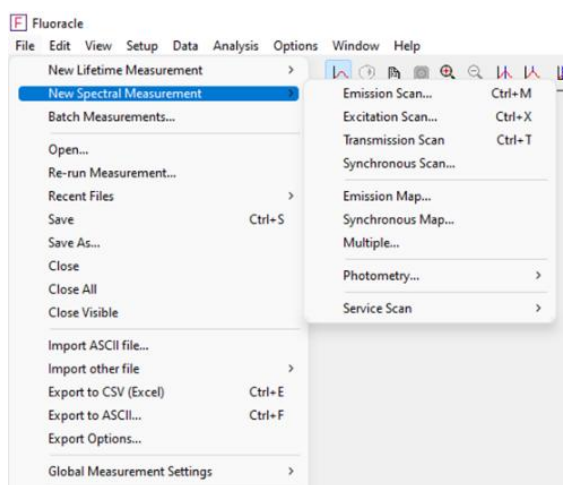 F Fluoracle
File Edit View Setup Data Analysis Options Window Help
New Lifetime Measurement >
New Spectral Measurement >
Batch Measurements...
Open...
Re-run Measurement...
Recent Files >
Save Ctrl+S
Save As...
Close
Close All
Close Visible
Import ASCII file...
Import other file >
Export to CSV (Excel) Ctrl+E
Export to ASCII... Ctrl+F
Export Options...
Global Measurement Settings >
Emission Scan... Ctrl+M
Excitation Scan... Ctrl+X
Transmission Scan Ctrl+T
Synchronous Scan...
Emission Map...
Synchronous Map...
Multiple...
Photometry... >
Service Scan >